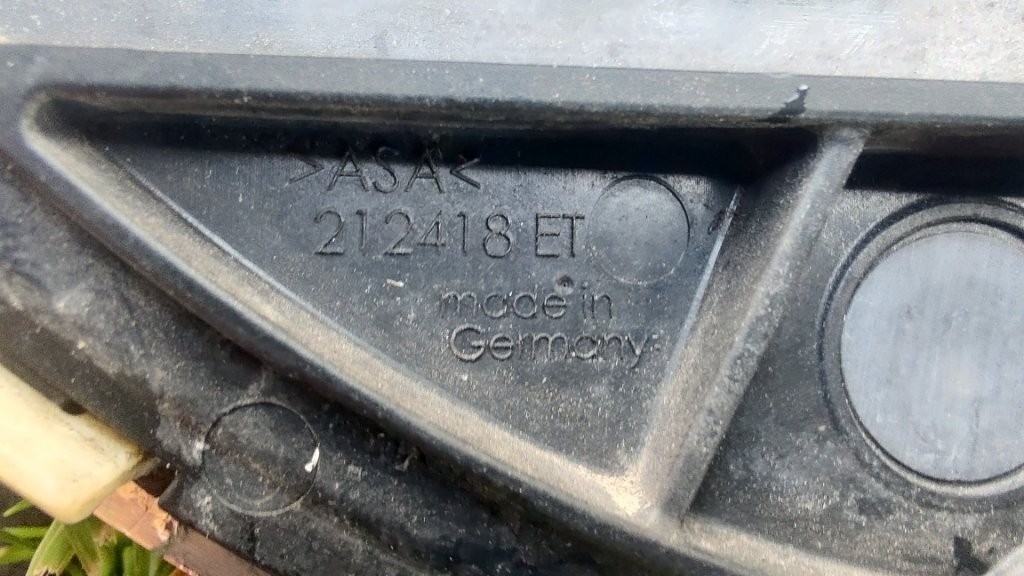 >ASA<
212418 ET
made in
Germany